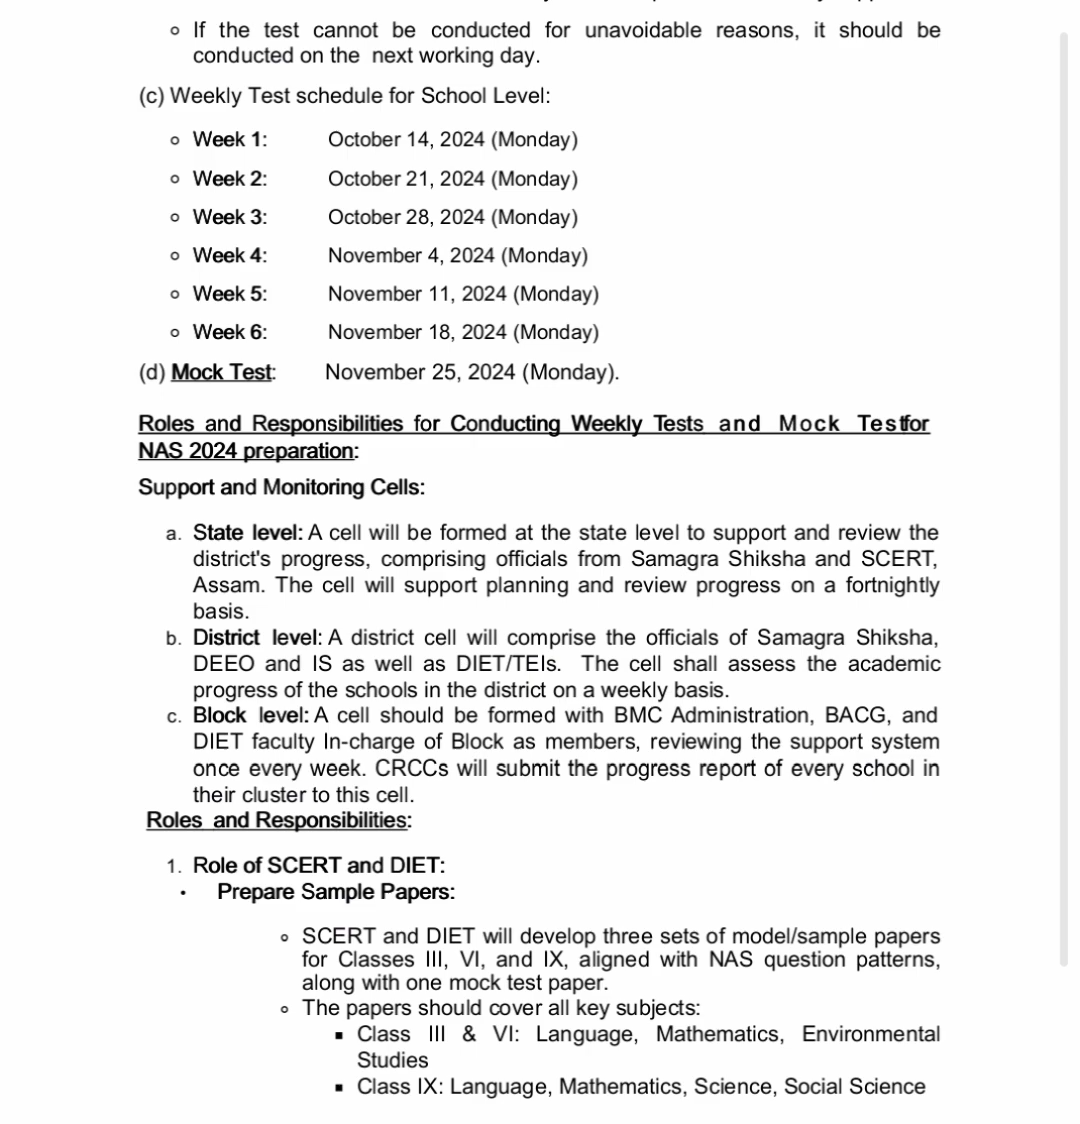 o If the test cannot be conducted for unavoidable reasons, it should be
conducted on the next working day.
(c) Weekly Test schedule for School Level:
o Week 1: October 14, 2024 (Monday)
o Week 2: October 21, 2024 (Monday)
o Week 3: October 28, 2024 (Monday)
o Week 4: November 4, 2024 (Monday)
o Week 5: November 11, 2024 (Monday)
o Week 6: November 18, 2024 (Monday)
(d) Mock Test: November 25, 2024 (Monday).
Roles and Responsibilities for Conducting Weekly Tests and Mock Testfor
NAS 2024 preparation:
Support and Monitoring Cells:
a. State level: A cell will be formed at the state level to support and review the
district's progress, comprising officials from Samagra Shiksha and SCERT,
Assam. The cell will support planning and review progress on a fortnightly
basis.
b. District level: A district cell will comprise the officials of Samagra Shiksha,
DEEO and IS as well as DIET/TEIs. The cell shall assess the academic
progress of the schools in the district on a weekly basis.
c. Block level: A cell should be formed with BMC Administration, BACG, and
DIET faculty In-charge of Block as members, reviewing the support system
once every week. CRCCs will submit the progress report of every school in
their cluster to this cell.
Roles and Responsibilities:
1. Role of SCERT and DIET:
• Prepare Sample Papers:
o SCERT and DIET will develop three sets of model/sample papers
for Classes III, VI, and IX, aligned with NAS question patterns,
along with one mock test paper.
o The papers should cover all key subjects:
▪ Class III & VI: Language, Mathematics, Environmental
Studies
▪ Class IX: Language, Mathematics, Science, Social Science